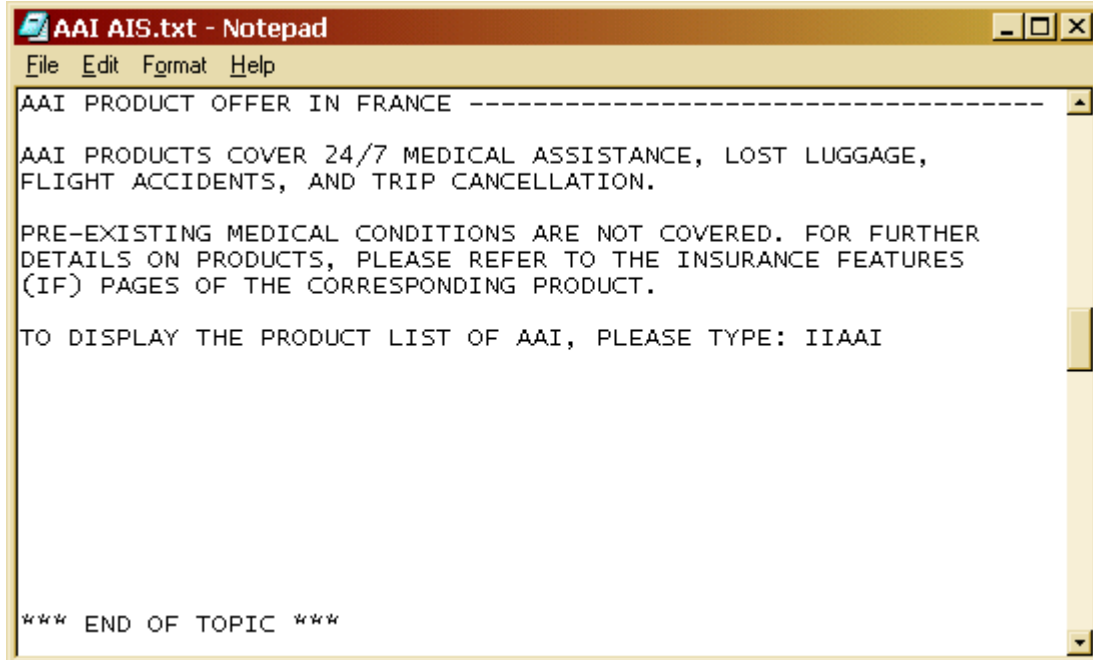 AAI AIS.txt - Notepad
File Edit Format Help
AAI PRODUCT OFFER IN FRANCE ------------------------------------
AAI PRODUCTS COVER 24/7 MEDICAL ASSISTANCE, LOST LUGGAGE,
FLIGHT ACCIDENTS, AND TRIP CANCELLATION.
PRE-EXISTING MEDICAL CONDITIONS ARE NOT COVERED. FOR FURTHER
DETAILS ON PRODUCTS, PLEASE REFER TO THE INSURANCE FEATURES
(IF) PAGES OF THE CORRESPONDING PRODUCT.
TO DISPLAY THE PRODUCT LIST OF AAI, PLEASE TYPE: IIAAI
*** END OF TOPIC ***